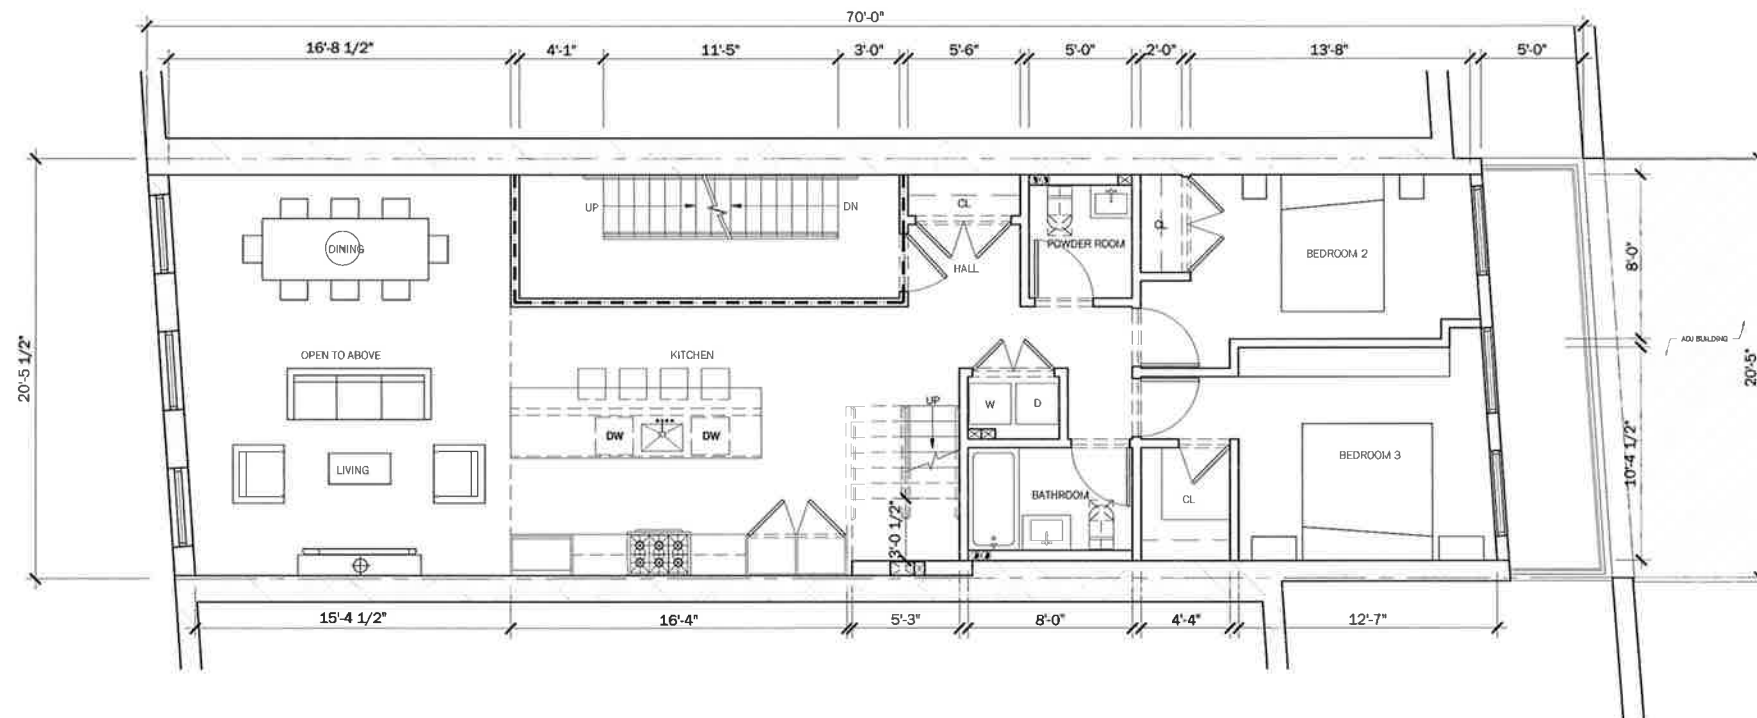 70'-0"
16'-8 1/2"
4'-1"
11'-5"
3'-0"
5'-6"
5'-0"
2'-0"
13'-8"
5'-0"
UP
DN
CL
CL
DINING
POWDER ROOM
HALL
BEDROOM 2
8'-0"
ADJ BUILDING
20'-5 1/2"
20'-5"
OPEN TO ABOVE
KITCHEN
UP
W
D
DW
DW
LIVING
BEDROOM 3
10'-4 1/2"
BATHROOM
CL
3'-0 1/2"
15'-4 1/2"
16'-4"
5'-3"
8'-0"
4'-4"
12'-7"